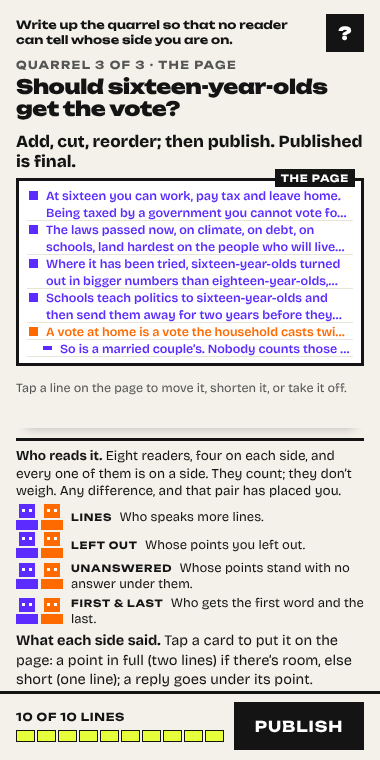 Write up the quarrel so that no reader
can tell whose side you are on.
?
QUARREL 3 OF 3 · THE PAGE
Should sixteen-year-olds
get the vote?
Add, cut, reorder; then publish. Published
is final.
THE PAGE
At sixteen you can work, pay tax and leave home.
Being taxed by a government you cannot vote fo...
The laws passed now, on climate, on debt, on
schools, land hardest on the people who will live...
Where it has been tried, sixteen-year-olds turned
out in bigger numbers than eighteen-year-olds,...
Schools teach politics to sixteen-year-olds and
then send them away for two years before they...
A vote at home is a vote the household casts twi...
So is a married couple's. Nobody counts those ...
Tap a line on the page to move it, shorten it, or take it off.
Who reads it. Eight readers, four on each side, and
every one of them is on a side. They count; they don't
weigh. Any difference, and that pair has placed you.
LINES Who speaks more lines.
LEFT OUT Whose points you left out.
UNANSWERED Whose points stand with no
answer under them.
FIRST & LAST Who gets the first word and the
last.
What each side said. Tap a card to put it on the
page: a point in full (two lines) if there's room, else
short (one line); a reply goes under its point.
10 OF 10 LINES
PUBLISH